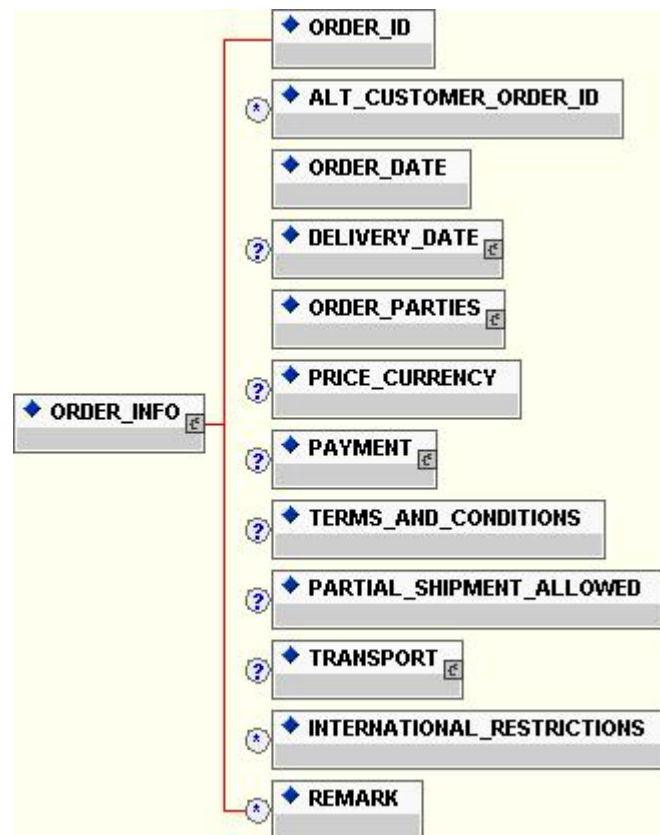 ORDER_ID
* ALT_CUSTOMER_ORDER_ID
ORDER_DATE
? DELIVERY_DATE
ORDER_PARTIES
? PRICE_CURRENCY
ORDER_INFO
? PAYMENT
? TERMS_AND_CONDITIONS
? PARTIAL_SHIPMENT_ALLOWED
? TRANSPORT
* INTERNATIONAL_RESTRICTIONS
* REMARK